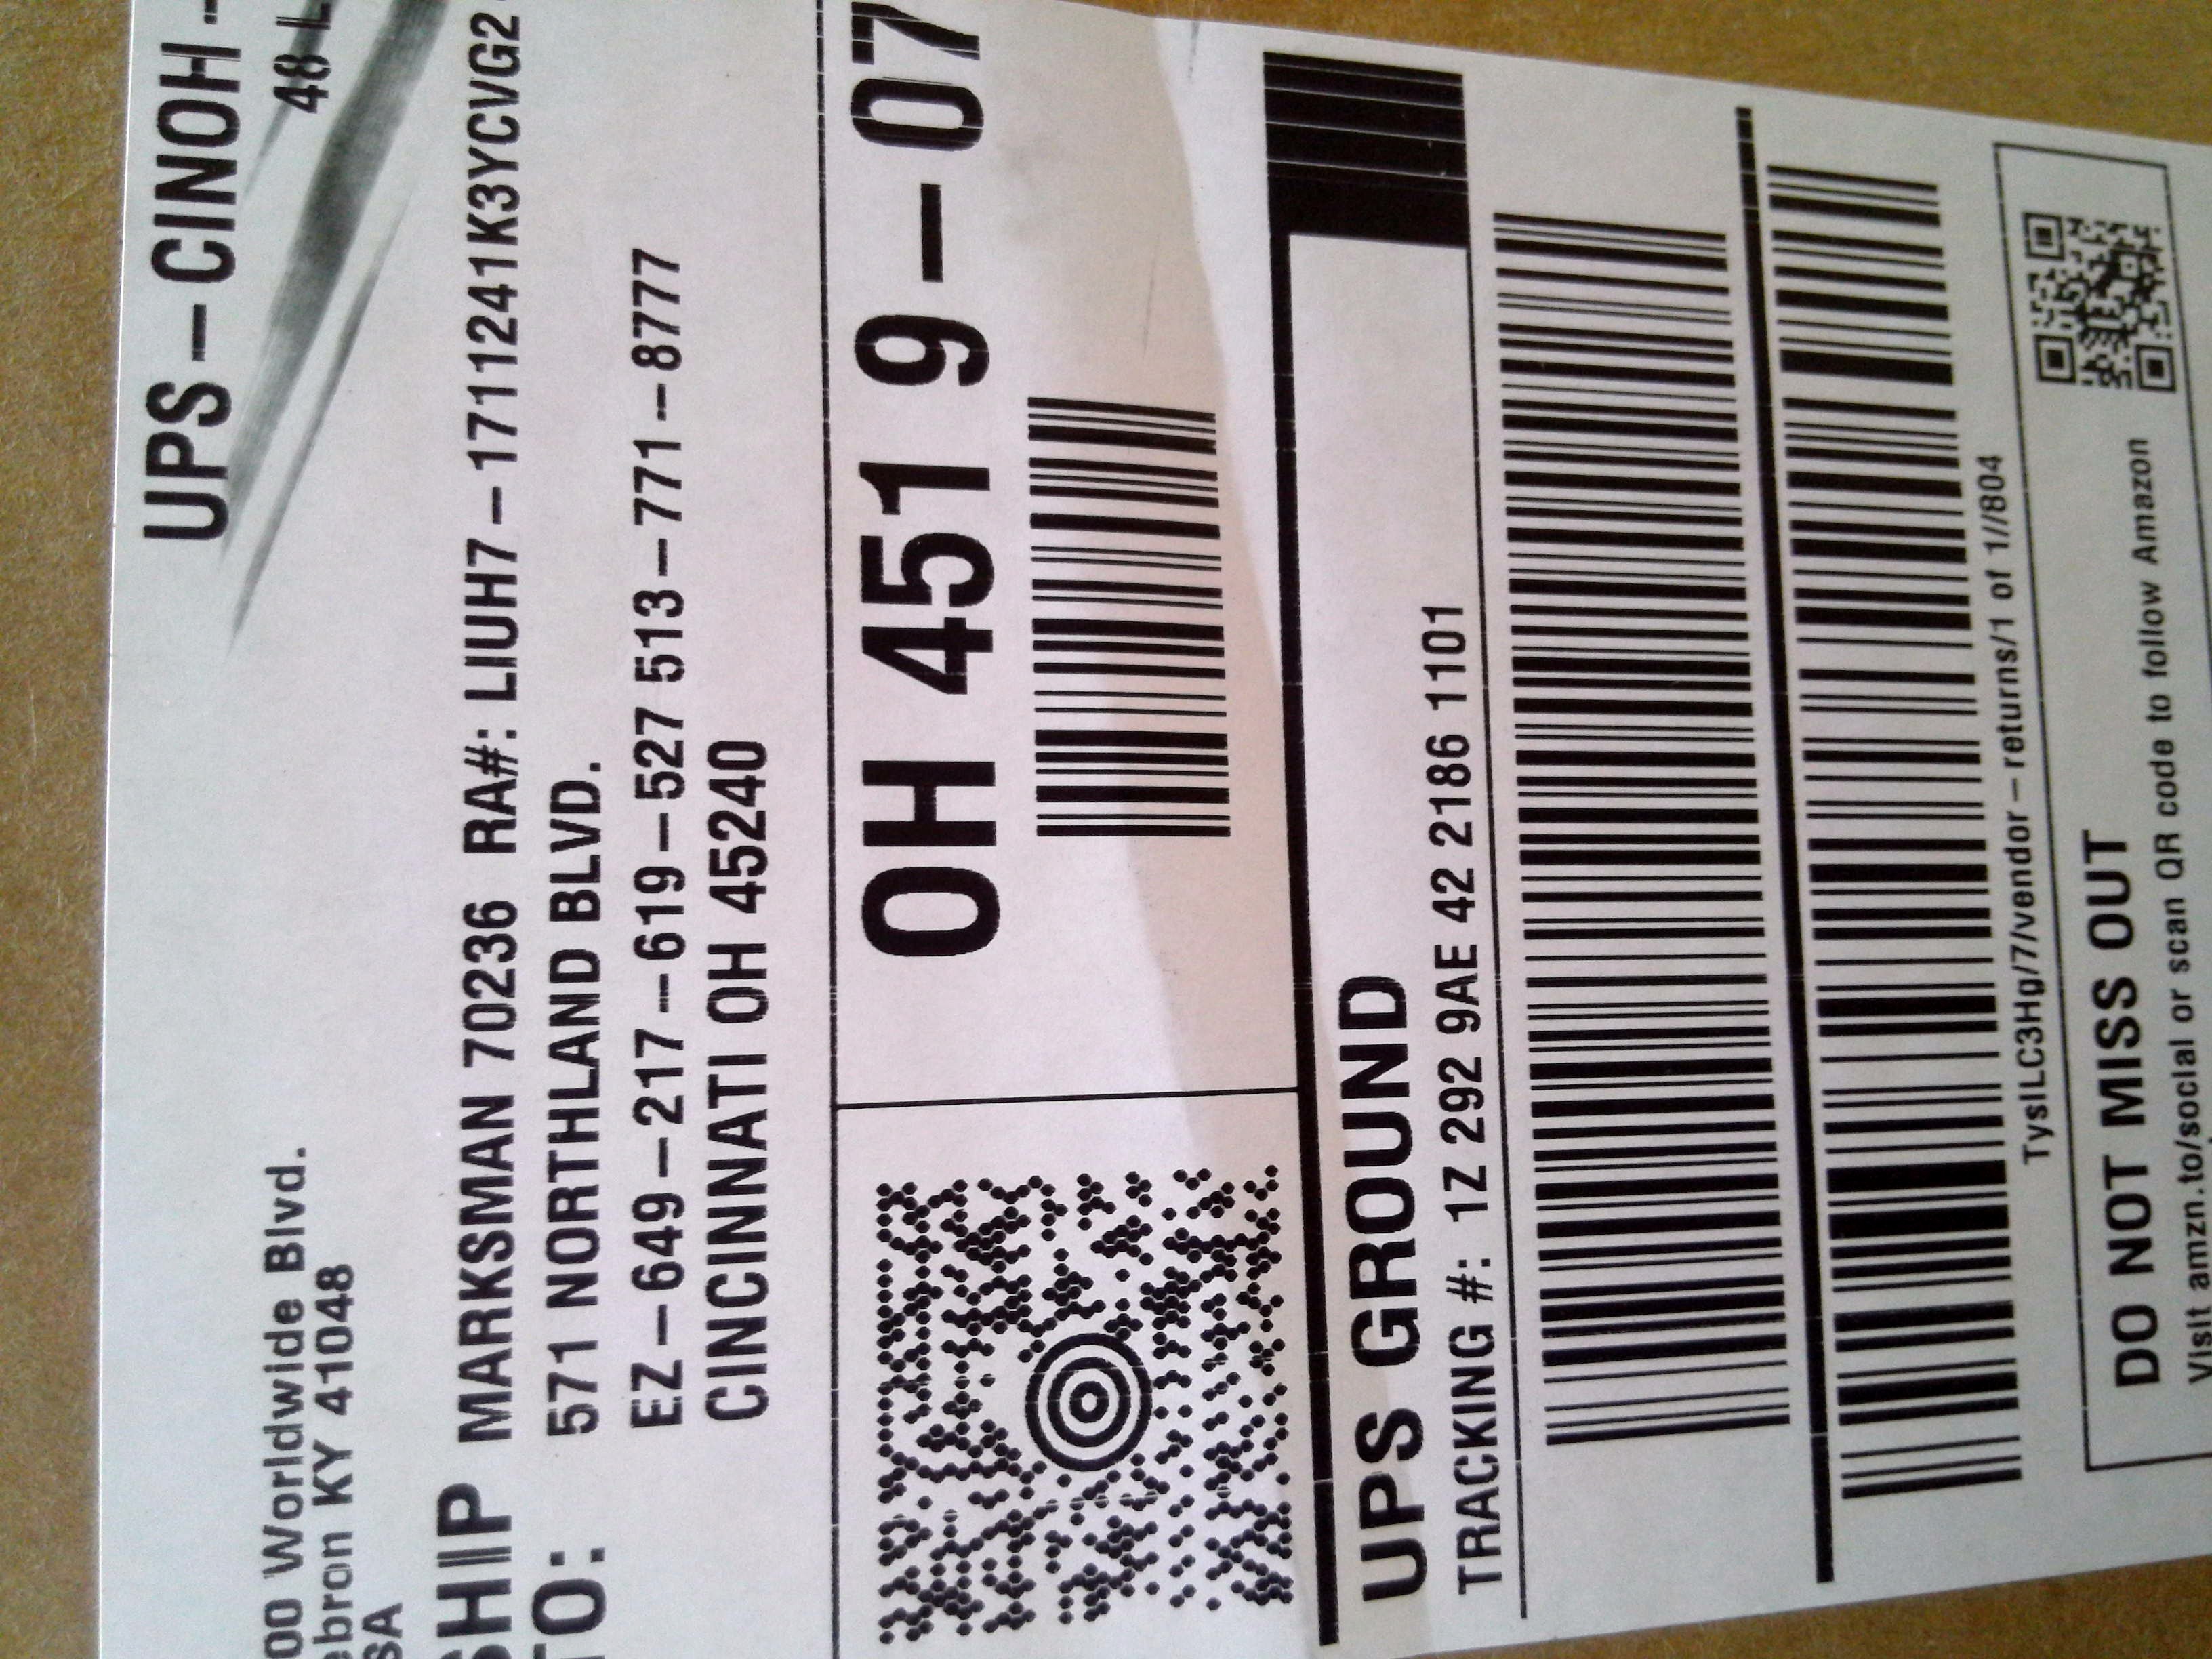 UPS-CINOH-
48 L
00 Worldwide Blvd.
ebron KY 41048
SA
SHIP TO:
MARKSMAN 70236 RA#: LIUH7-1711241K3YCVG2
571 NORTHLAND BLVD.
EZ-649-217-619-527 513-771-8777
CINCINNATI OH 45240
OH 451 9-07
UPS GROUND
TRACKING #: 1Z 292 9AE 42 2186 1101
TyslLC3Hg/7/vendor-returns/1 of 1//804
DO NOT MISS OUT
Visit amzn.to/social or scan QR code to follow Amazon